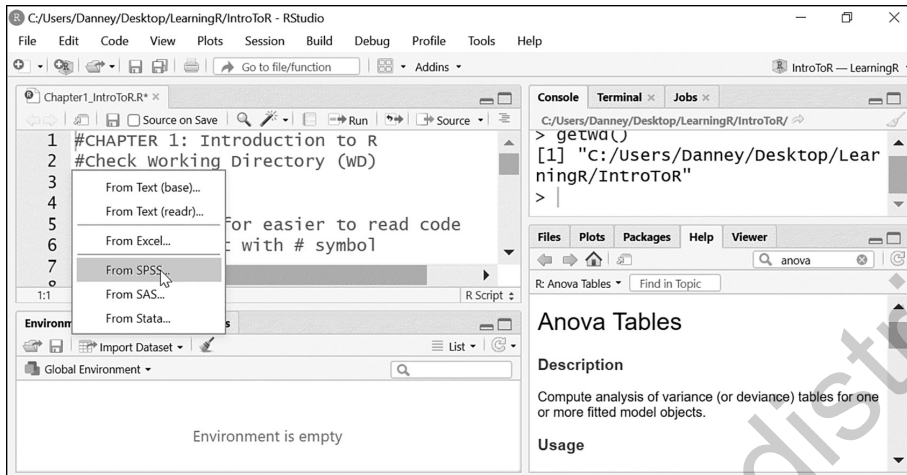 C:/Users/Danney/Desktop/LearningR/IntroToR - RStudio
File Edit Code View Plots Session Build Debug Profile Tools Help
Go to file/function Addins IntroToR — LearningR
Chapter1_IntroToR.R*
Source on Save Run Source
1 #CHAPTER 1: Introduction to R
2 #Check Working Directory (WD)
3
4
5 for easier to read code
6 with # symbol
7
1:1 R Script
From Text (base)...
From Text (readr)...
From Excel...
From SPSS...
From SAS...
From Stata...
Import Dataset List
Global Environment
Environment is empty
Console Terminal Jobs
C:/Users/Danney/Desktop/LearningR/IntroToR/
> getwd()
[1] "C:/Users/Danney/Desktop/Lear
ningR/IntroToR"
>
Files Plots Packages Help Viewer
anova
R: Anova Tables Find in Topic
Anova Tables
Description
Compute analysis of variance (or deviance) tables for one
or more fitted model objects.
Usage